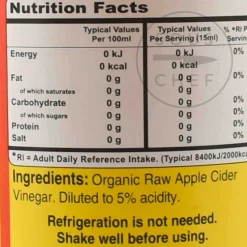 Nutrition Facts
Typical Values Per 100ml Typical Values Per Serving (15ml) *RI P Serv
Energy 0 kJ 0 kJ
0 kcal 0 kcal 0%
Fat 0 g 0 g 0%
of which saturates 0 g 0 g 0%
Carbohydrate 0 g 0 g 0%
of which sugars 0 g 0 g 0%
Protein 0 g 0 g 0%
Salt 0 g 0 g 0%
*RI = Adult Daily Reference Intake. (Typical 8400kJ/2000kc
Ingredients: Organic Raw Apple Cider
Vinegar. Diluted to 5% acidity.
Refrigeration is not needed.
Shake well before using.
CHEF